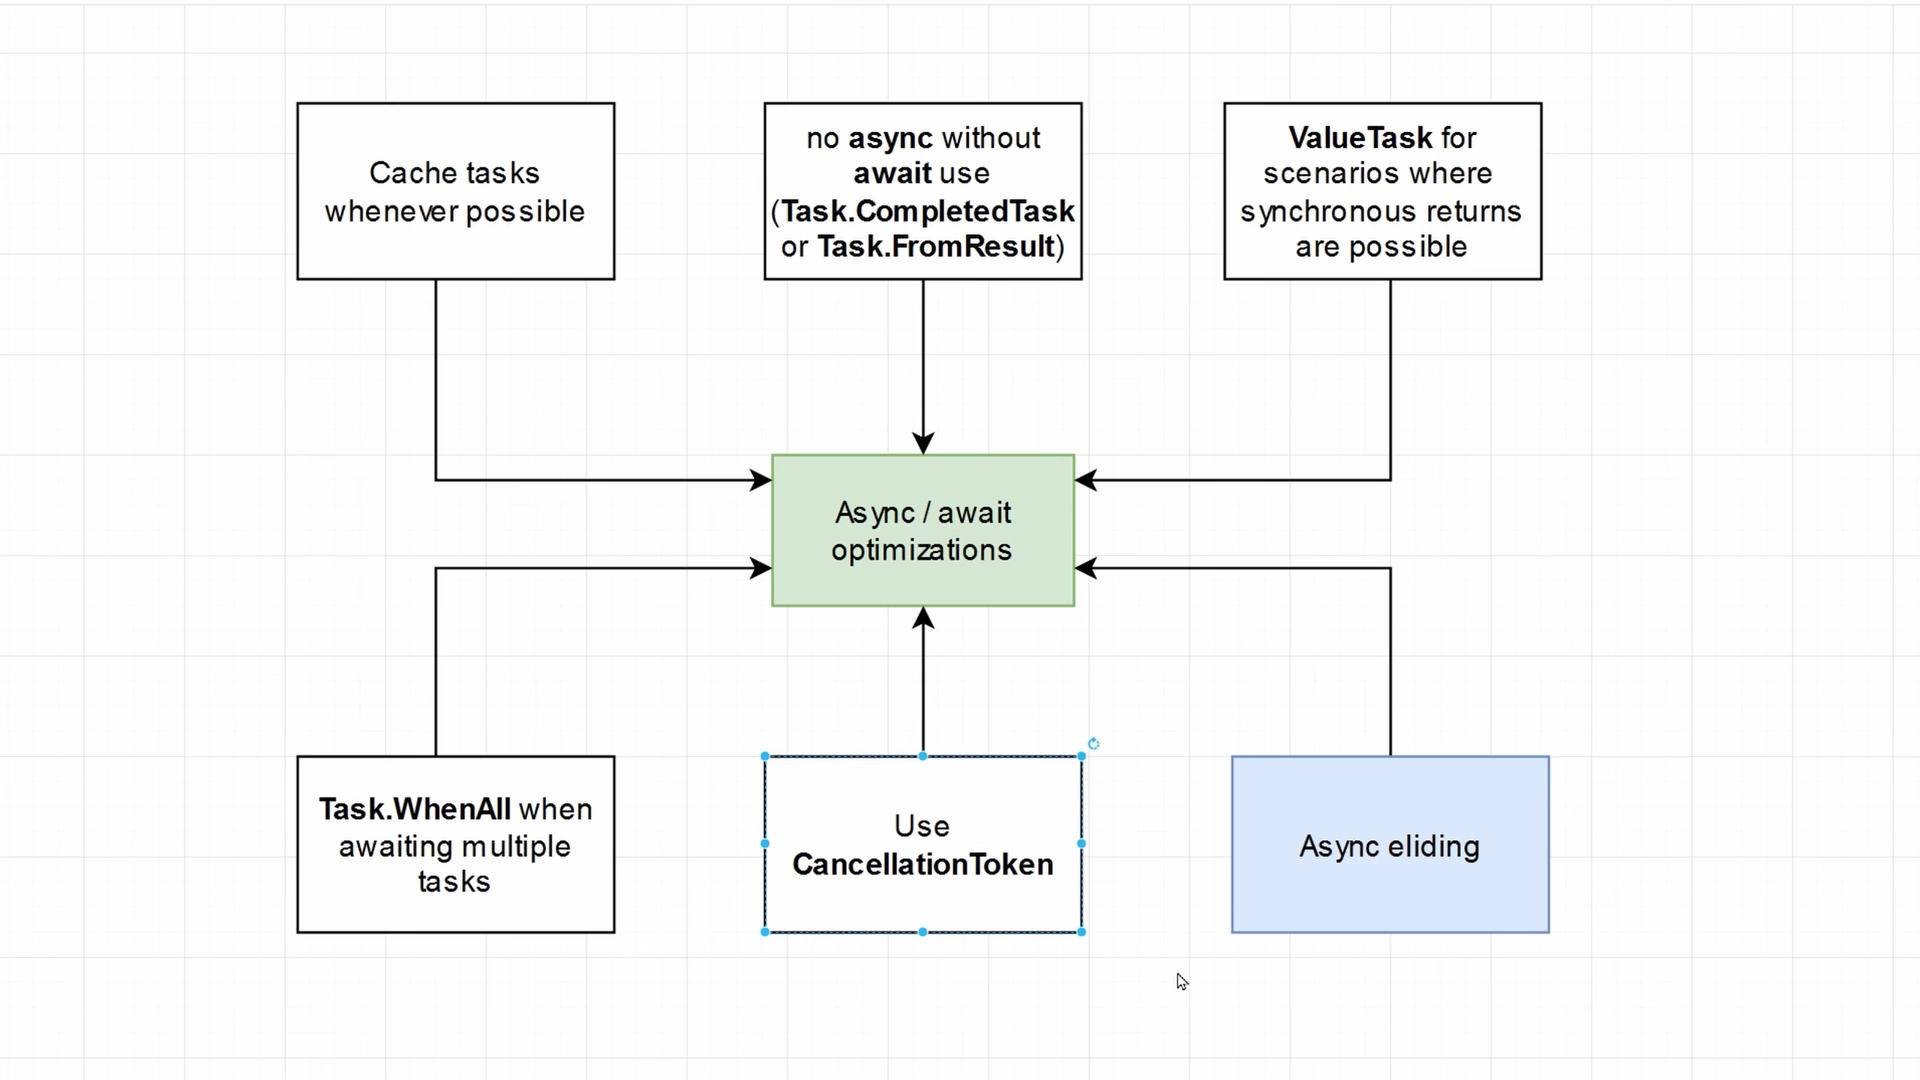 Cache tasks
whenever possible
no async without
await use
(Task.CompletedTask
or Task.FromResult)
ValueTask for
scenarios where
synchronous returns
are possible
Async / await
optimizations
Task.WhenAll when
awaiting multiple
tasks
Use
CancellationToken
Async eliding